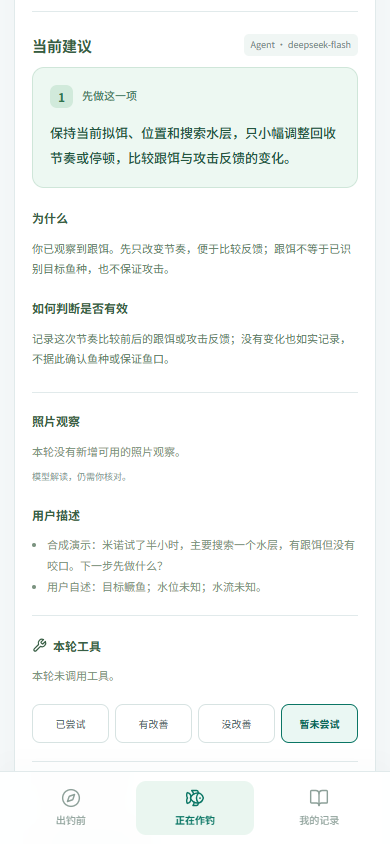 当前建议
Agent · deepseek-flash
1 先做这一项
保持当前拟饵、位置和搜索水层，只小幅调整回收
节奏或停顿，比较跟饵与攻击反馈的变化。
为什么
你已观察到跟饵。先只改变节奏，便于比较反馈；跟饵不等于已识
别目标鱼种，也不保证攻击。
如何判断是否有效
记录这次节奏比较前后的跟饵或攻击反馈；没有变化也如实记录，
不据此确认鱼种或保证鱼口。
照片观察
本轮没有新增可用的照片观察。
模型解读，仍需你核对。
用户描述
合成演示：米诺试了半小时，主要搜索一个水层，有跟饵但没有
咬口。下一步先做什么？
用户自述：目标鳜鱼；水位未知；水流未知。
本轮工具
本轮未调用工具。
已尝试 有改善 没改善 暂未尝试
出钓前 正在作钓 我的记录